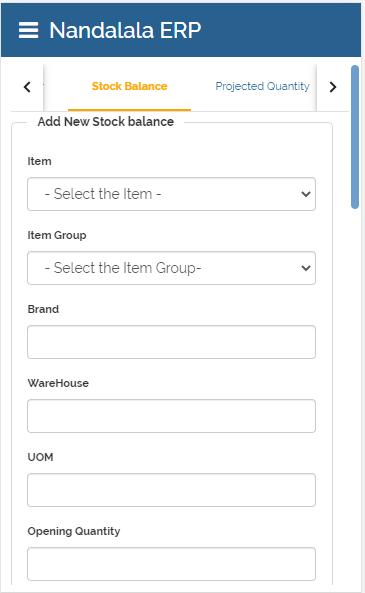 Nandalala ERP
Stock Balance
Projected Quantity
Add New Stock balance
Item
- Select the Item -
Item Group
- Select the Item Group-
Brand
WareHouse
UOM
Opening Quantity